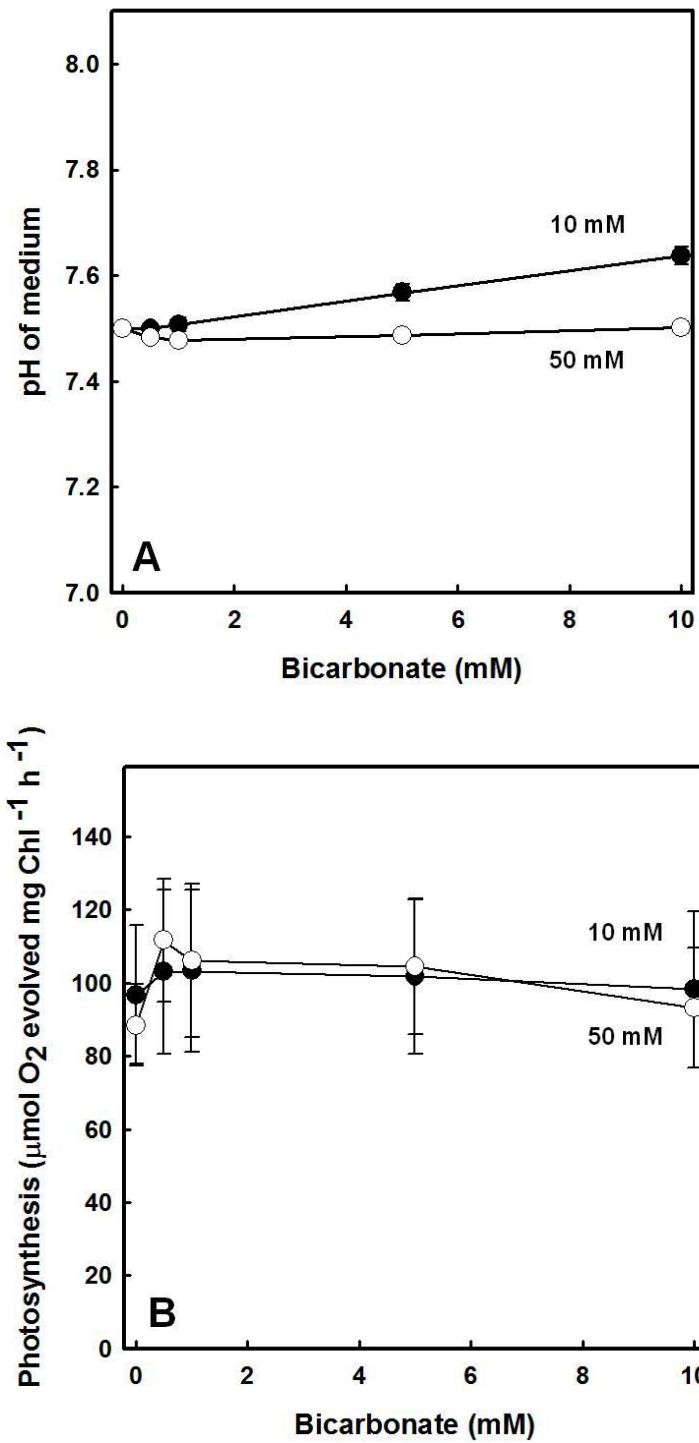 8.0
7.8
7.6
7.4
7.2
7.0
pH of medium
10 mM
50 mM
A
0 2 4 6 8 10
Bicarbonate (mM)
140
120
100
80
60
40
20
0
Photosynthesis (μmol O2 evolved mg Chl -1 h -1)
10 mM
50 mM
B
0 2 4 6 8 10
Bicarbonate (mM)